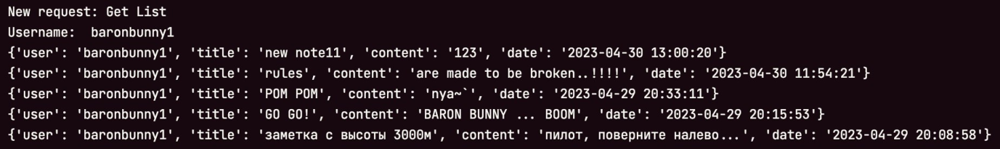 New request: Get List
Username:  baronbunny1
{'user': 'baronbunny1', 'title': 'new note11', 'content': '123', 'date': '2023-04-30 13:00:20'}
{'user': 'baronbunny1', 'title': 'rules', 'content': 'are made to be broken..!!!!', 'date': '2023-04-30 11:54:21'}
{'user': 'baronbunny1', 'title': 'POM POM', 'content': 'nya~`', 'date': '2023-04-29 20:33:11'}
{'user': 'baronbunny1', 'title': 'GO GO!', 'content': 'BARON BUNNY ... BOOM', 'date': '2023-04-29 20:15:53'}
{'user': 'baronbunny1', 'title': 'заметка с высоты 3000м', 'content': 'пилот, поверните налево...', 'date': '2023-04-29 20:08:58'}